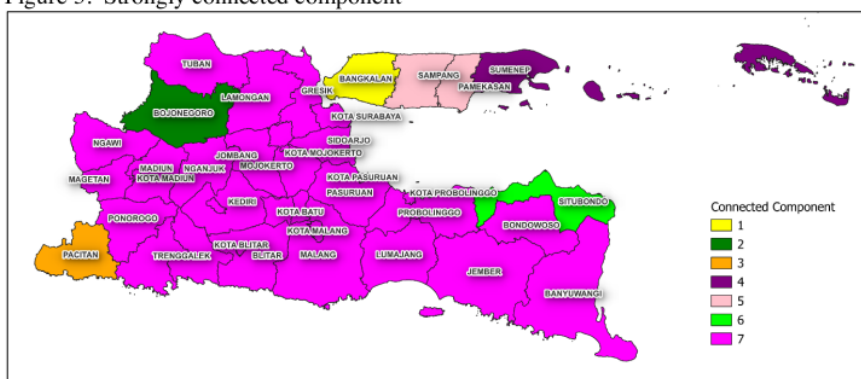 Figure 3. Strongly connected component
TUBAN
BANGKALAN
SAMPANG
SUMENEP
PAMEKASAN
LAMONGAN
GRESIK
BOJONEGORO
KOTA SURABAYA
NGAWI
SIDOARJO
JOMBANG
KOTA MOJOKERTO
MADIUN
NGANJUK
MOJOKERTO
MAGETAN
KOTA MADIUN
KOTA PASURUAN
PASURUAN
KOTA PROBOLINGGO
SITUBONDO
KEDIRI
PONOROGO
KOTA BATU
PROBOLINGGO
BONDOWOSO
KOTA MALANG
KOTA BLITAR
PACITAN
TRENGGALEK
BLITAR
MALANG
LUMAJANG
JEMBER
BANYUWANGI
Connected Component
1
2
3
4
5
6
7